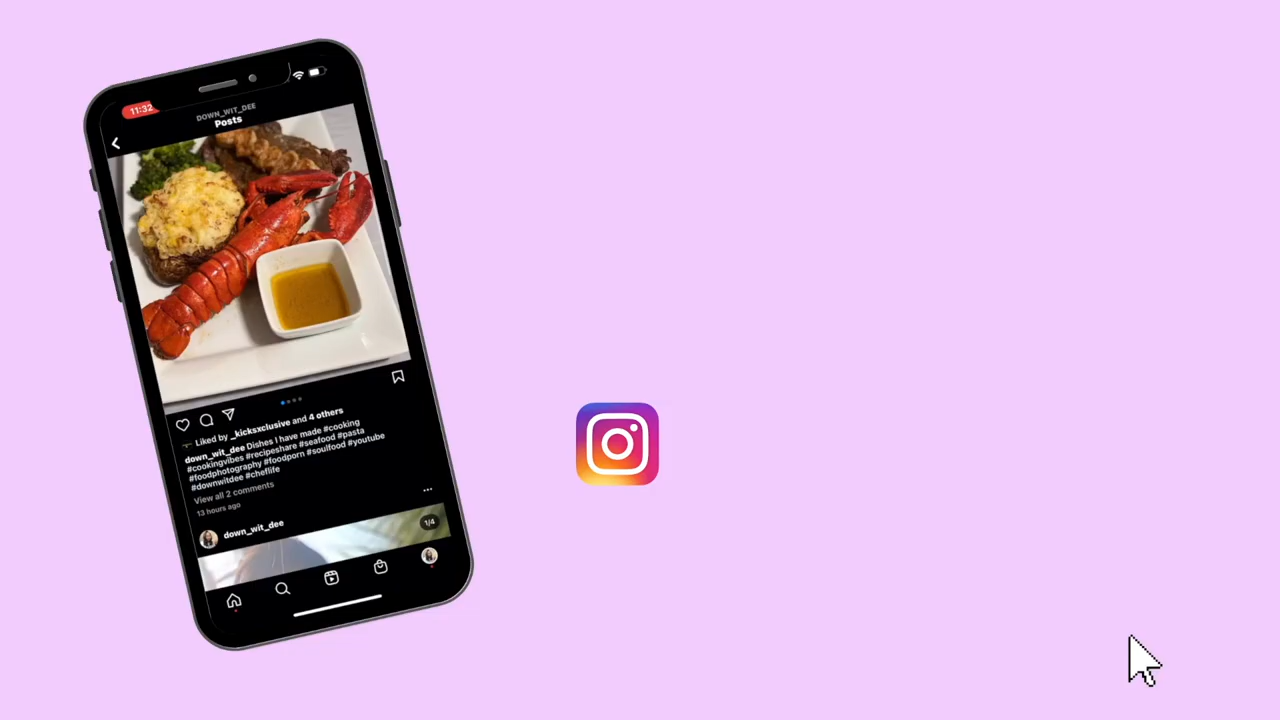 11:32
DOWN_WIT_DEE
Posts
Liked by _kicksxclusive and 4 others
down_wit_dee Dishes I have made #cooking
#cookingvibes #recipeshare #seafood #pasta
#foodphotography #foodporn #soulfood #youtube
#downwitdee #cheflife
View all 2 comments
13 hours ago
down_wit_dee
1/4